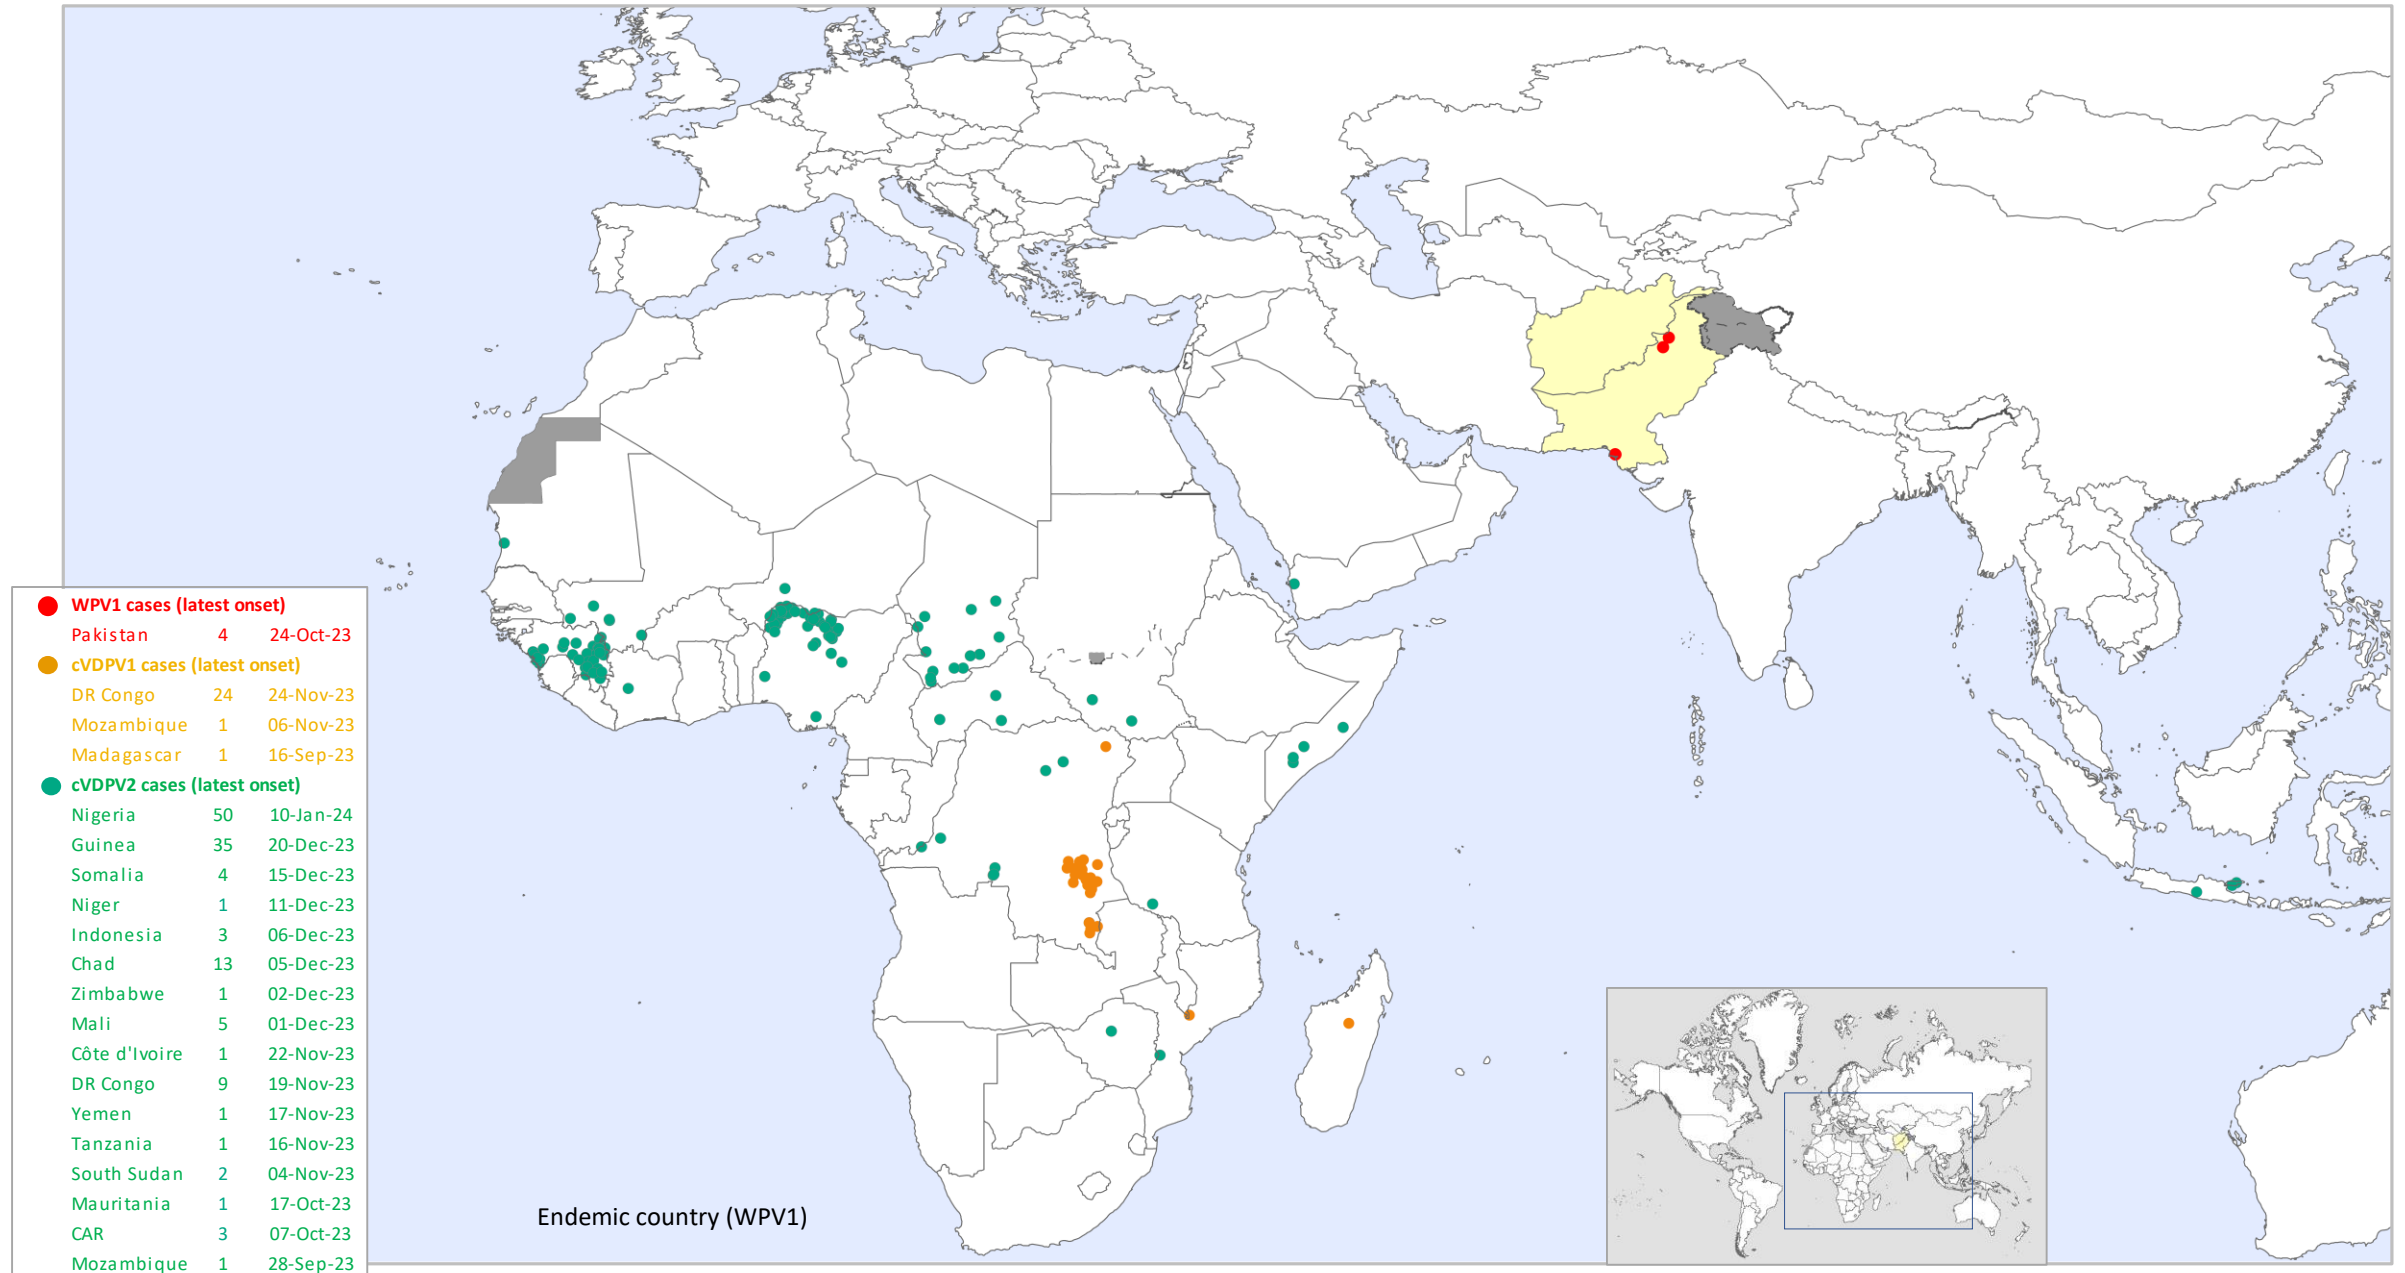 WPV1 cases (latest onset)
Pakistan 4 24-Oct-23
cVDPV1 cases (latest onset)
DR Congo 24 24-Nov-23
Mozambique 1 06-Nov-23
Madagascar 1 16-Sep-23
cVDPV2 cases (latest onset)
Nigeria 50 10-Jan-24
Guinea 35 20-Dec-23
Somalia 4 15-Dec-23
Niger 1 11-Dec-23
Indonesia 3 06-Dec-23
Chad 13 05-Dec-23
Zimbabwe 1 02-Dec-23
Mali 5 01-Dec-23
Côte d'Ivoire 1 22-Nov-23
DR Congo 9 19-Nov-23
Yemen 1 17-Nov-23
Tanzania 1 16-Nov-23
South Sudan 2 04-Nov-23
Mauritania 1 17-Oct-23
CAR 3 07-Oct-23
Mozambique 1 28-Sep-23
Endemic country (WPV1)